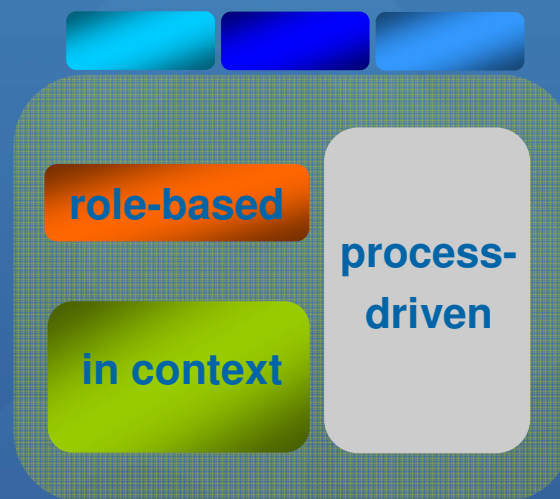 role-based
process-
driven
in context